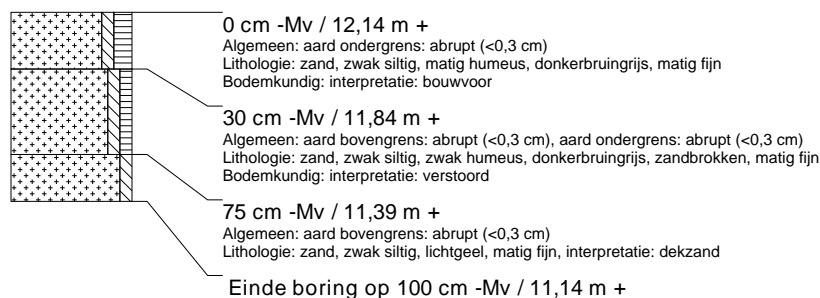 0 cm -Mv / 12,14 m +
Algemeen: aard ondergrens: abrupt (<0,3 cm)
Lithologie: zand, zwak siltig, matig humeus, donkerbruingrijs, matig fijn
Bodemkundig: interpretatie: bouwvoor
30 cm -Mv / 11,84 m +
Algemeen: aard bovengrens: abrupt (<0,3 cm), aard ondergrens: abrupt (<0,3 cm)
Lithologie: zand, zwak siltig, zwak humeus, donkerbruingrijs, zandbrokken, matig fijn
Bodemkundig: interpretatie: verstoord
75 cm -Mv / 11,39 m +
Algemeen: aard bovengrens: abrupt (<0,3 cm)
Lithologie: zand, zwak siltig, lichtgeel, matig fijn, interpretatie: dekzand
Einde boring op 100 cm -Mv / 11,14 m +